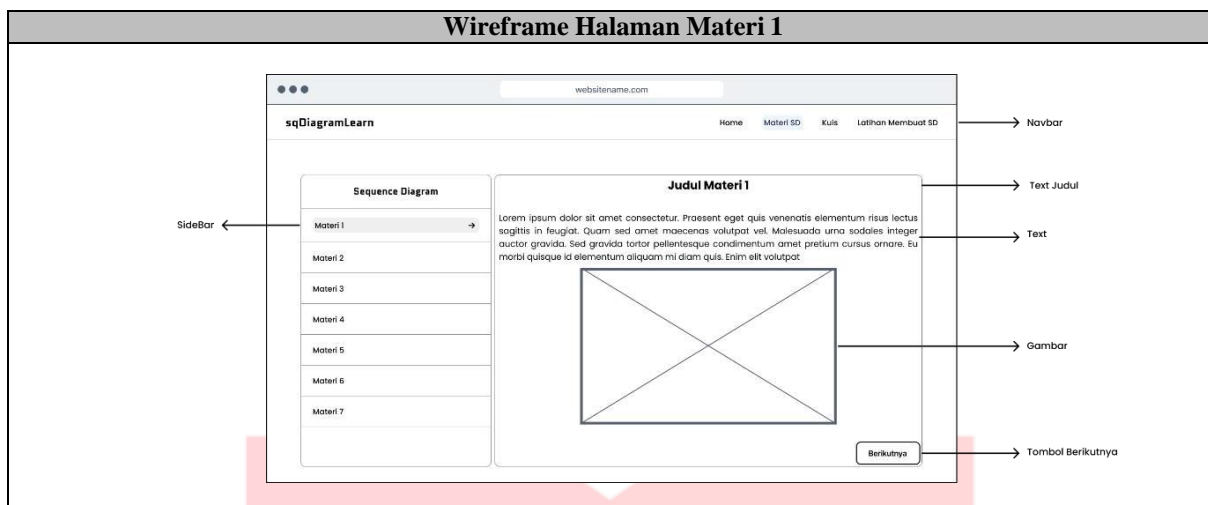 Wireframe Halaman Materi 1
websitename.com
sqDiagramLearn
Home Materi SD Kuis Latihan Membuat SD
Navbar
Sequence Diagram
Judul Materi 1
Text Judul
SideBar
Materi 1
Lorem ipsum dolor sit amet consectetur. Praesent eget quis venenatis elementum risus lectus
sagittis in feugiat. Quam sed amet maecenas volutpat vel. Malesuada urna sodales integer
auctor gravida. Sed gravida tortor pellentesque condimentum amet pretium cursus ornare. Eu
morbi quisque id elementum aliquam mi diam quis. Enim elit volutpat
Text
Materi 2
Materi 3
Materi 4
Materi 5
Materi 6
Materi 7
Gambar
Berikutnya
Tombol Berikutnya